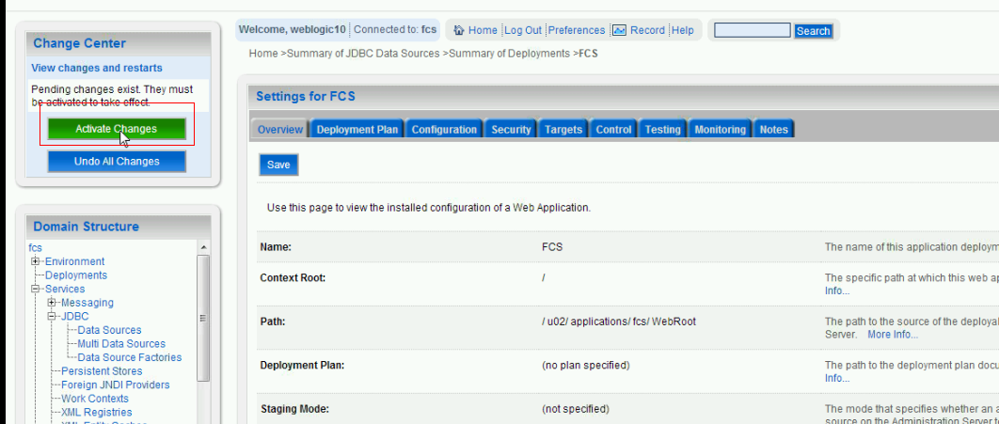 Welcome, weblogic10 Connected to: fcs Home Log Out Preferences Record Help Search
Home >Summary of JDBC Data Sources >Summary of Deployments >FCS
Change Center
View changes and restarts
Pending changes exist. They must
be activated to take effect.
Activate Changes
Undo All Changes
Domain Structure
fcs
Environment
Deployments
Services
Messaging
JDBC
Data Sources
Multi Data Sources
Data Source Factories
Persistent Stores
Foreign JNDI Providers
Work Contexts
XML Registries
XML Entity Caches
Settings for FCS
Overview Deployment Plan Configuration Security Targets Control Testing Monitoring Notes
Save
Use this page to view the installed configuration of a Web Application.
Name: FCS The name of this application deploym
Context Root: / The specific path at which this web ap
Info...
Path: / u02/ applications/ fcs/ WebRoot The path to the source of the deployal
Server. More Info...
Deployment Plan: (no plan specified) The path to the deployment plan docu
Info...
Staging Mode: (not specified) The mode that specifies whether an a
source on the Administration Server to